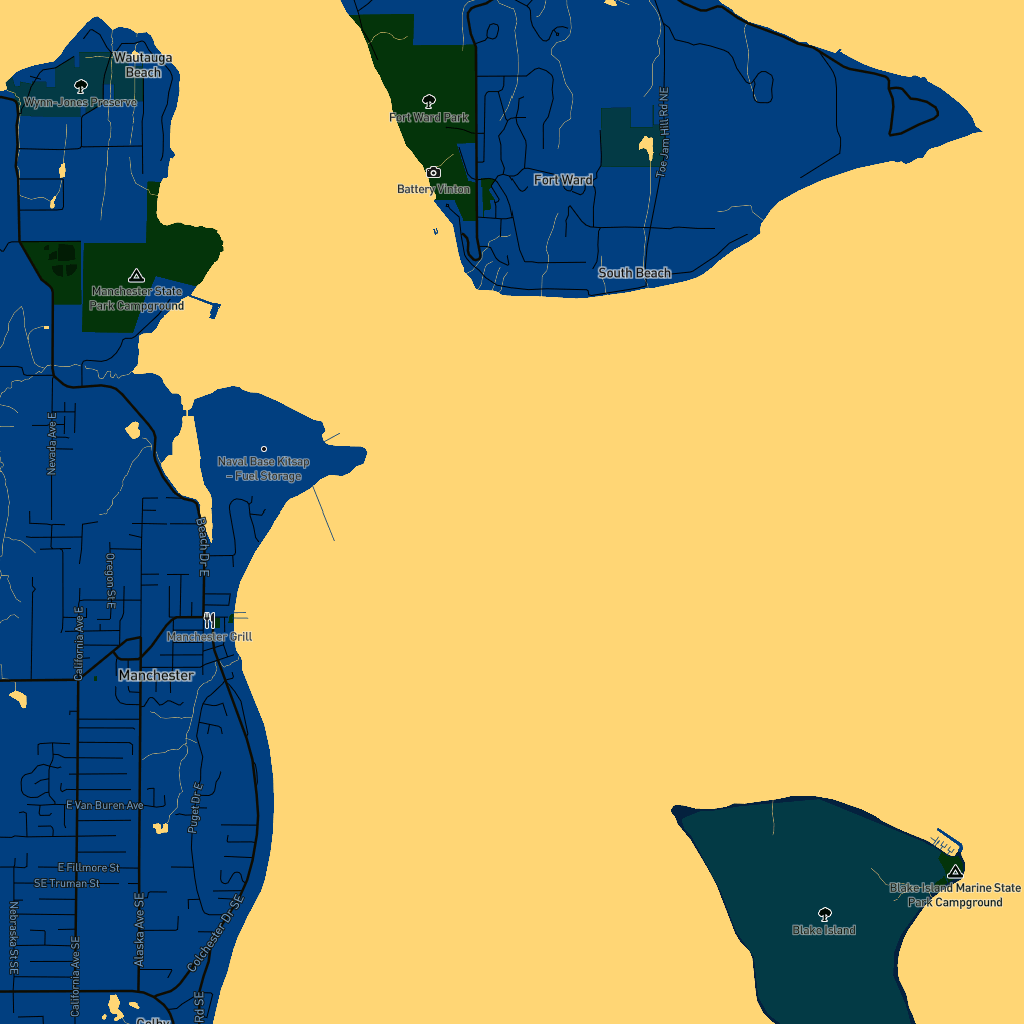 Wautauga
Beach
Wynn-Jones Preserve
Fort Ward Park
Toe Jam Hill Rd NE
Battery Vinton
Fort Ward
South Beach
Manchester State
Park Campground
Nevada Ave E
Naval Base Kitsap
– Fuel Storage
Beach Dr E
Oregon St E
California Ave E
Manchester Grill
Manchester
Puget Dr E
E Van Buren Ave
E Fillmore St
SE Truman St
Blake Island Marine State
Park Campground
Blake Island
Nebraska St SE
California Ave SE
Alaska Ave SE
Colchester Dr SE
Rd SE
Colby